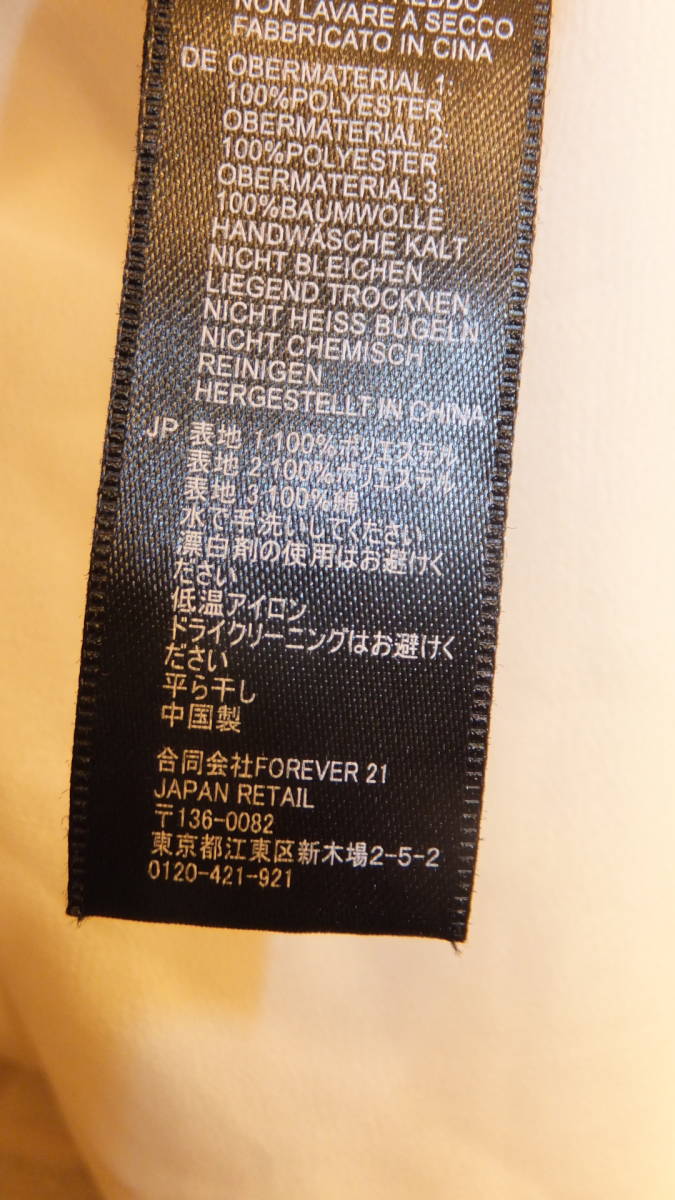 NON LAVARE A SECCO
FABBRICATO IN CINA
DE OBERMATERIAL 1:
100%POLYESTER
OBERMATERIAL 2:
100%POLYESTER
OBERMATERIAL 3:
100%BAUMWOLLE
HANDWÄSCHE KALT
NICHT BLEICHEN
LIEGEND TROCKNEN
NICHT HEISS BÜGELN
NICHT CHEMISCH
REINIGEN
HERGESTELLT IN CHINA
JP 表地 1:100%ポリエステル
表地 2:100%ポリエステル
表地 3:100%綿
水で手洗いしてください
漂白剤の使用はお避けく
ださい
低温アイロン
ドライクリーニングはお避けく
ださい
平ら干し
中国製
合同会社FOREVER 21
JAPAN RETAIL
〒136-0082
東京都江東区新木場2-5-2
0120-421-921